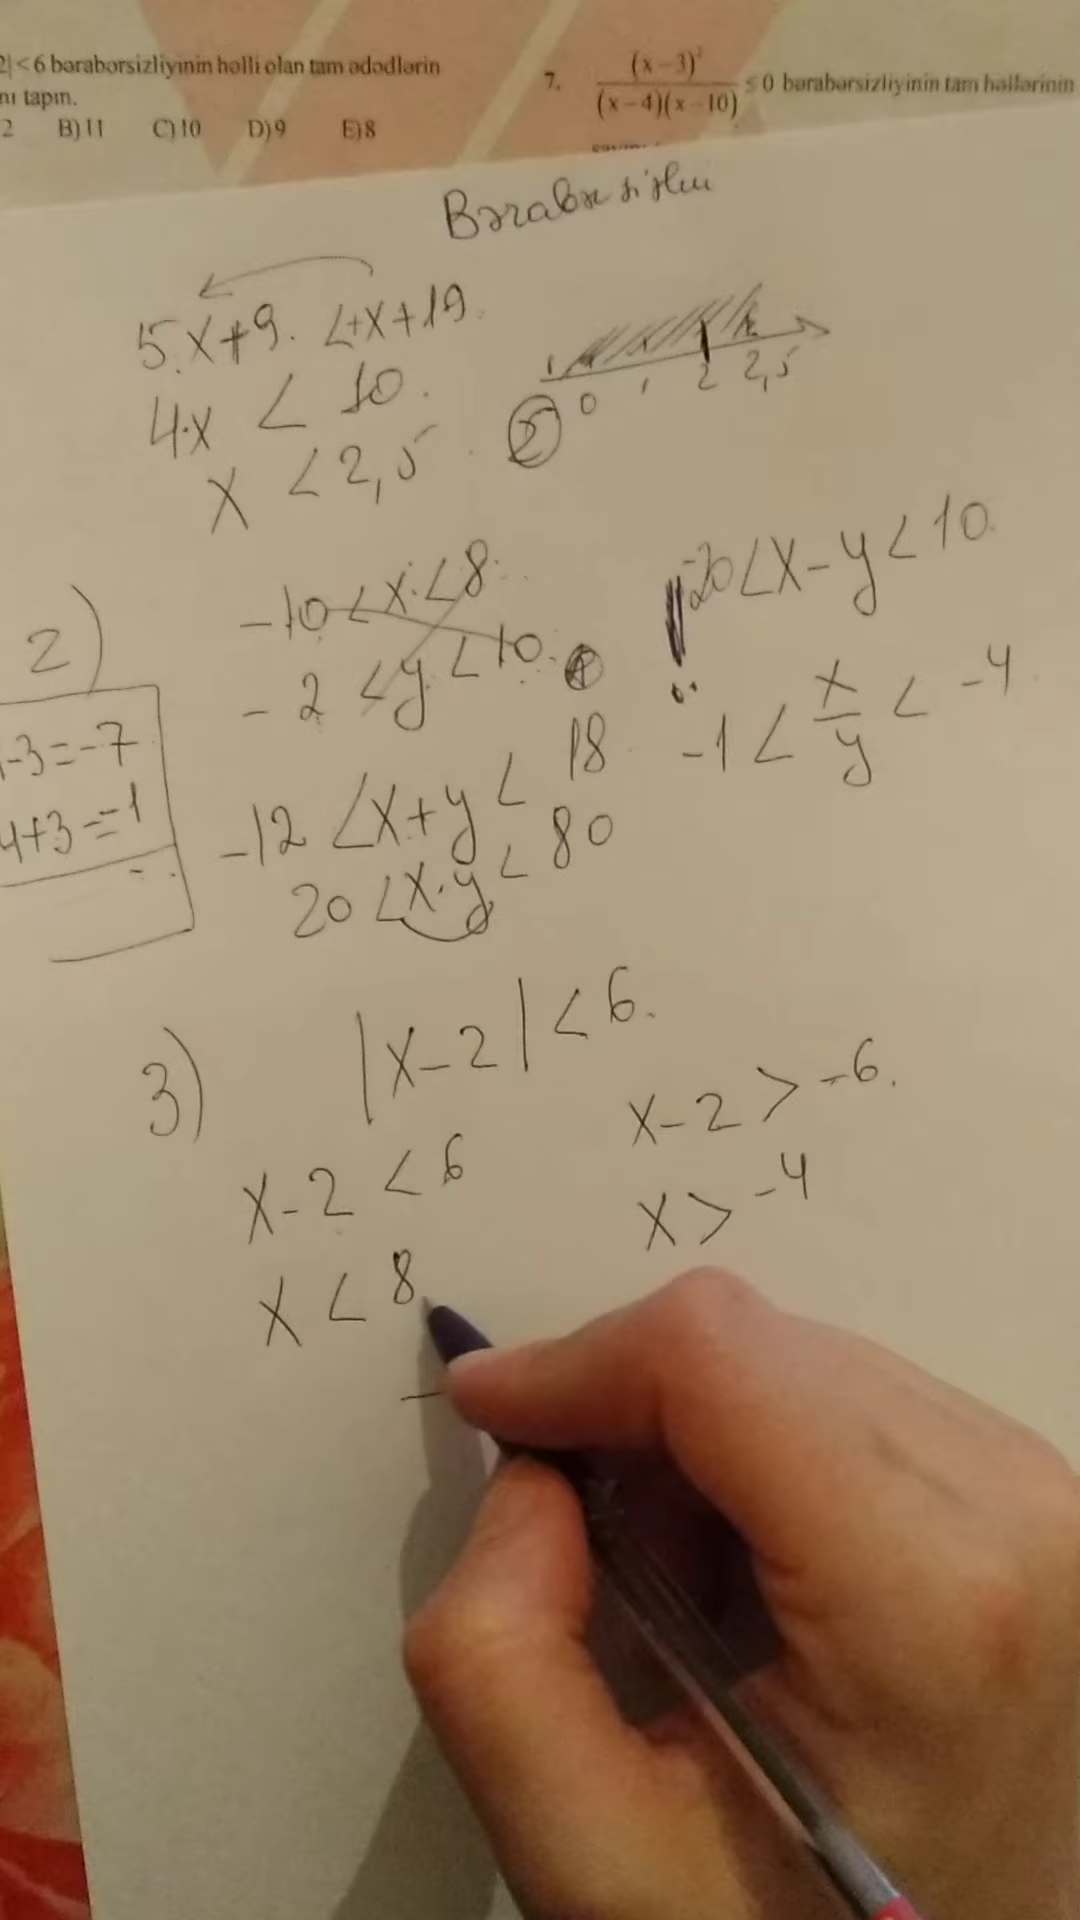 2|<6 bərabərsizliyinin həlli olan tam ədədlərin
nı tapın.
2 B)11 C)10 D)9 E)8
7. (x-3)²/(x-4)(x-10) ≤0 bərabərsizliyinin tam həllərinin
5.x+9. <+x+19.
4.x < 10.
x <2,5
0 1 2 2,5
2)
-10<x.<8.
-2 <y.<10.
-12 <x+y< 18
20 <x.y< 80
-20<x-y<10.
-1 < x/y < -4
-3=-7
4+3=-1
3) |x-2|<6.
x-2 <6
x < 8
x-2 >-6.
x>-4